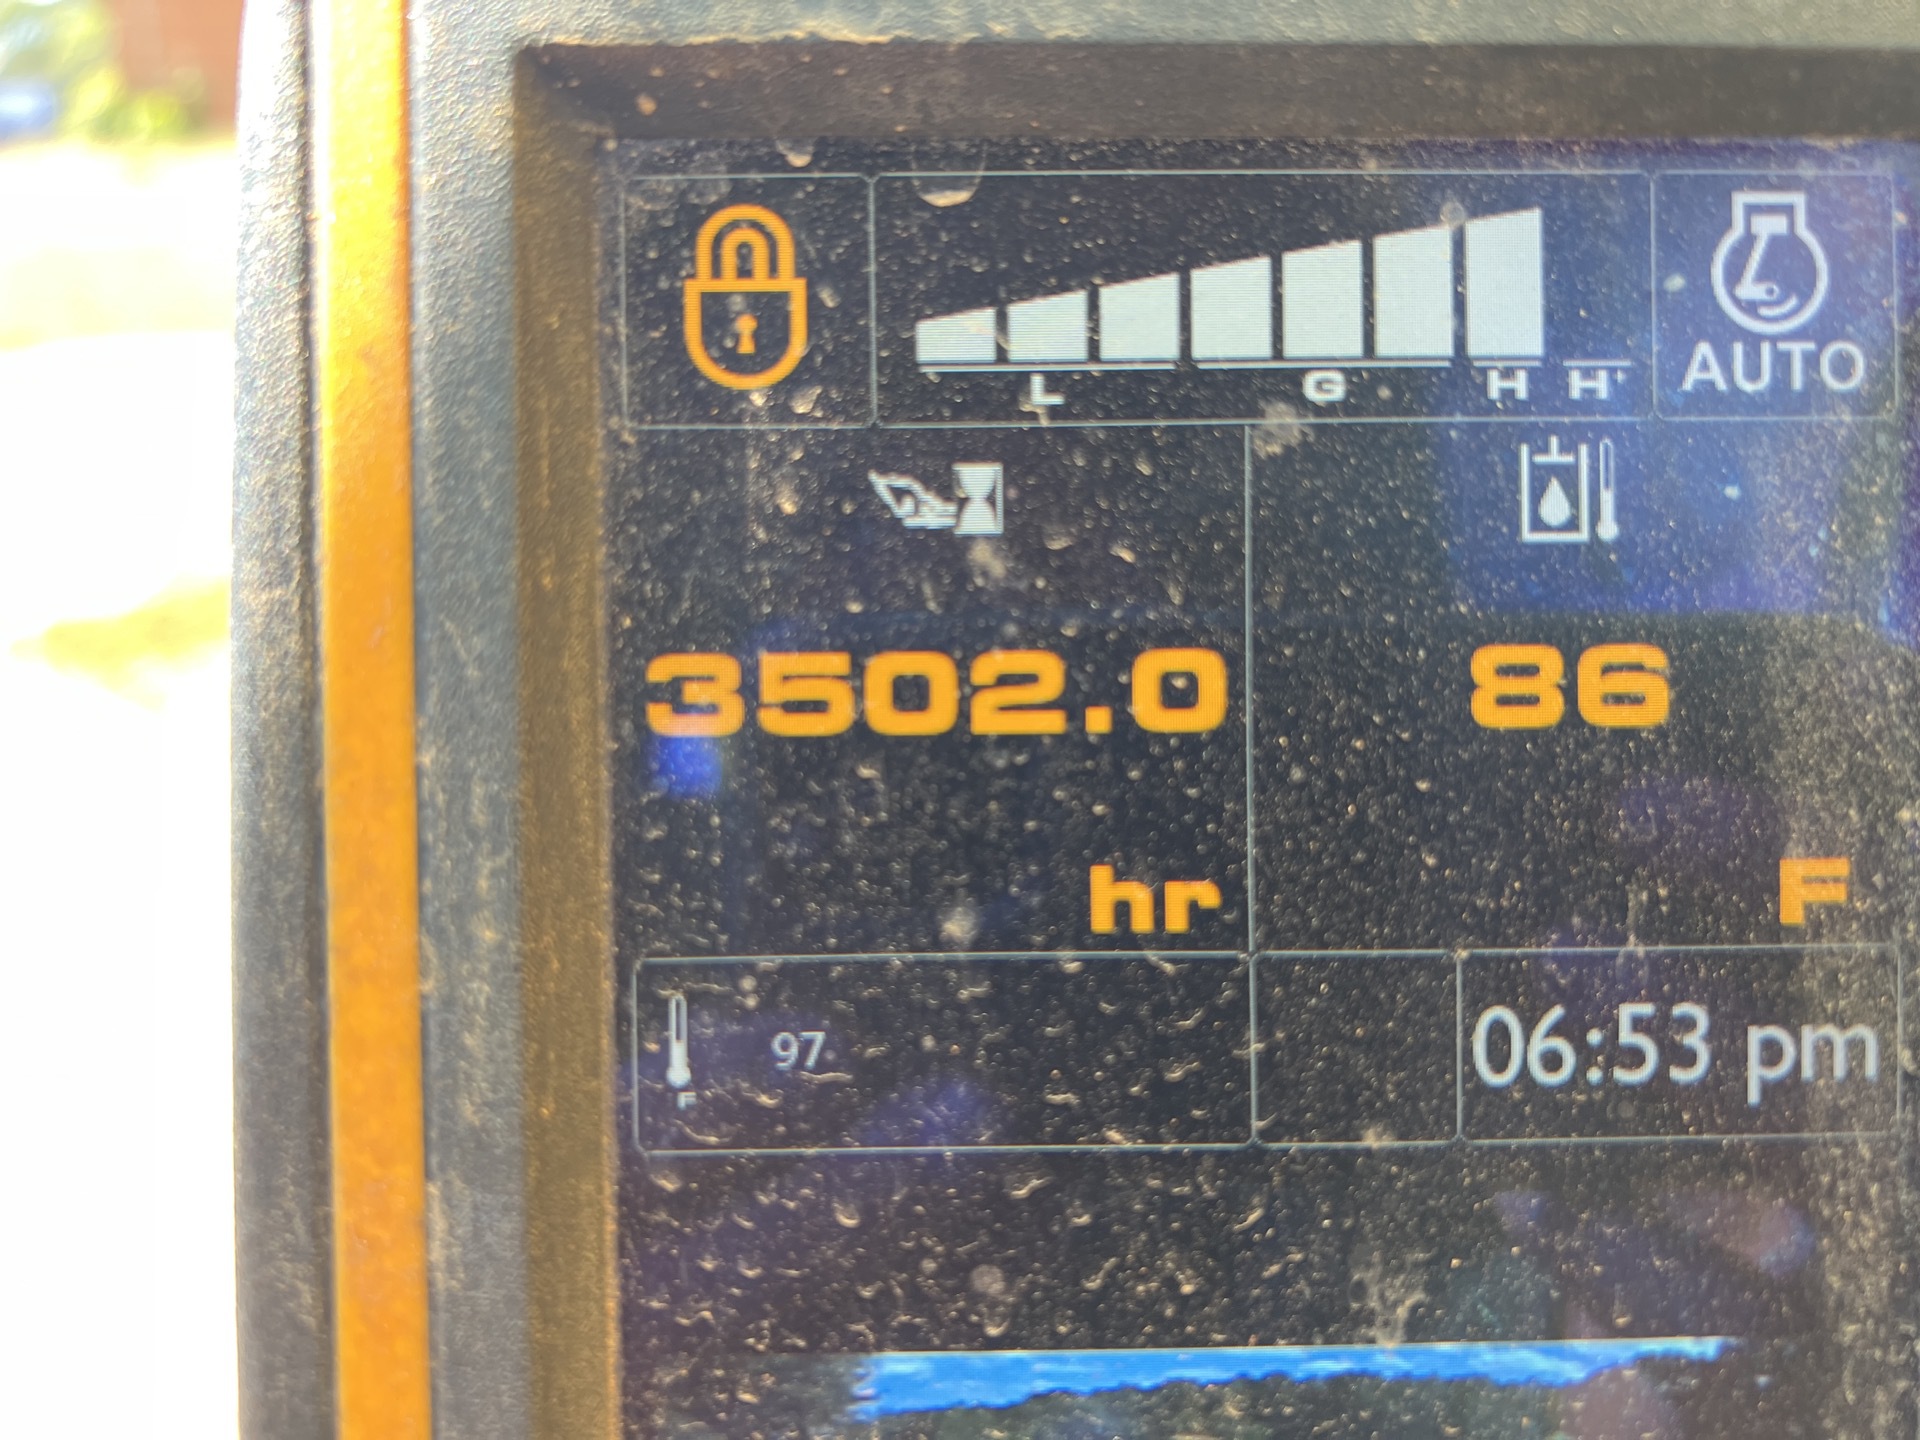 L G H H+ AUTO
3502.0 86
hr F
97 06:53 pm
F